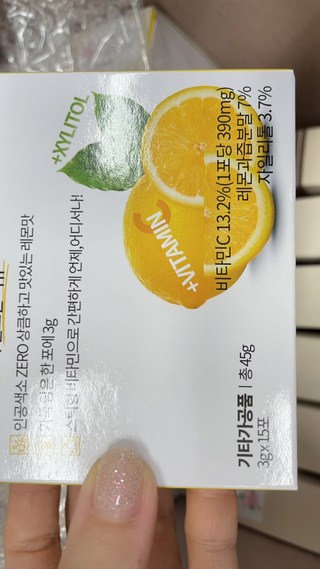 +XYLITOL
+VITAMIN C
비타민C 13.2%(1포당 390mg)
레몬과즙분말 7%
자일리톨 3.7%
인공색소 ZERO 상큼하고 맛있는 레몬맛
한 포에 3g
스틱형 비타민으로 간편하게 언제, 어디서나!
기타가공품 | 총 45g
3g x 15포